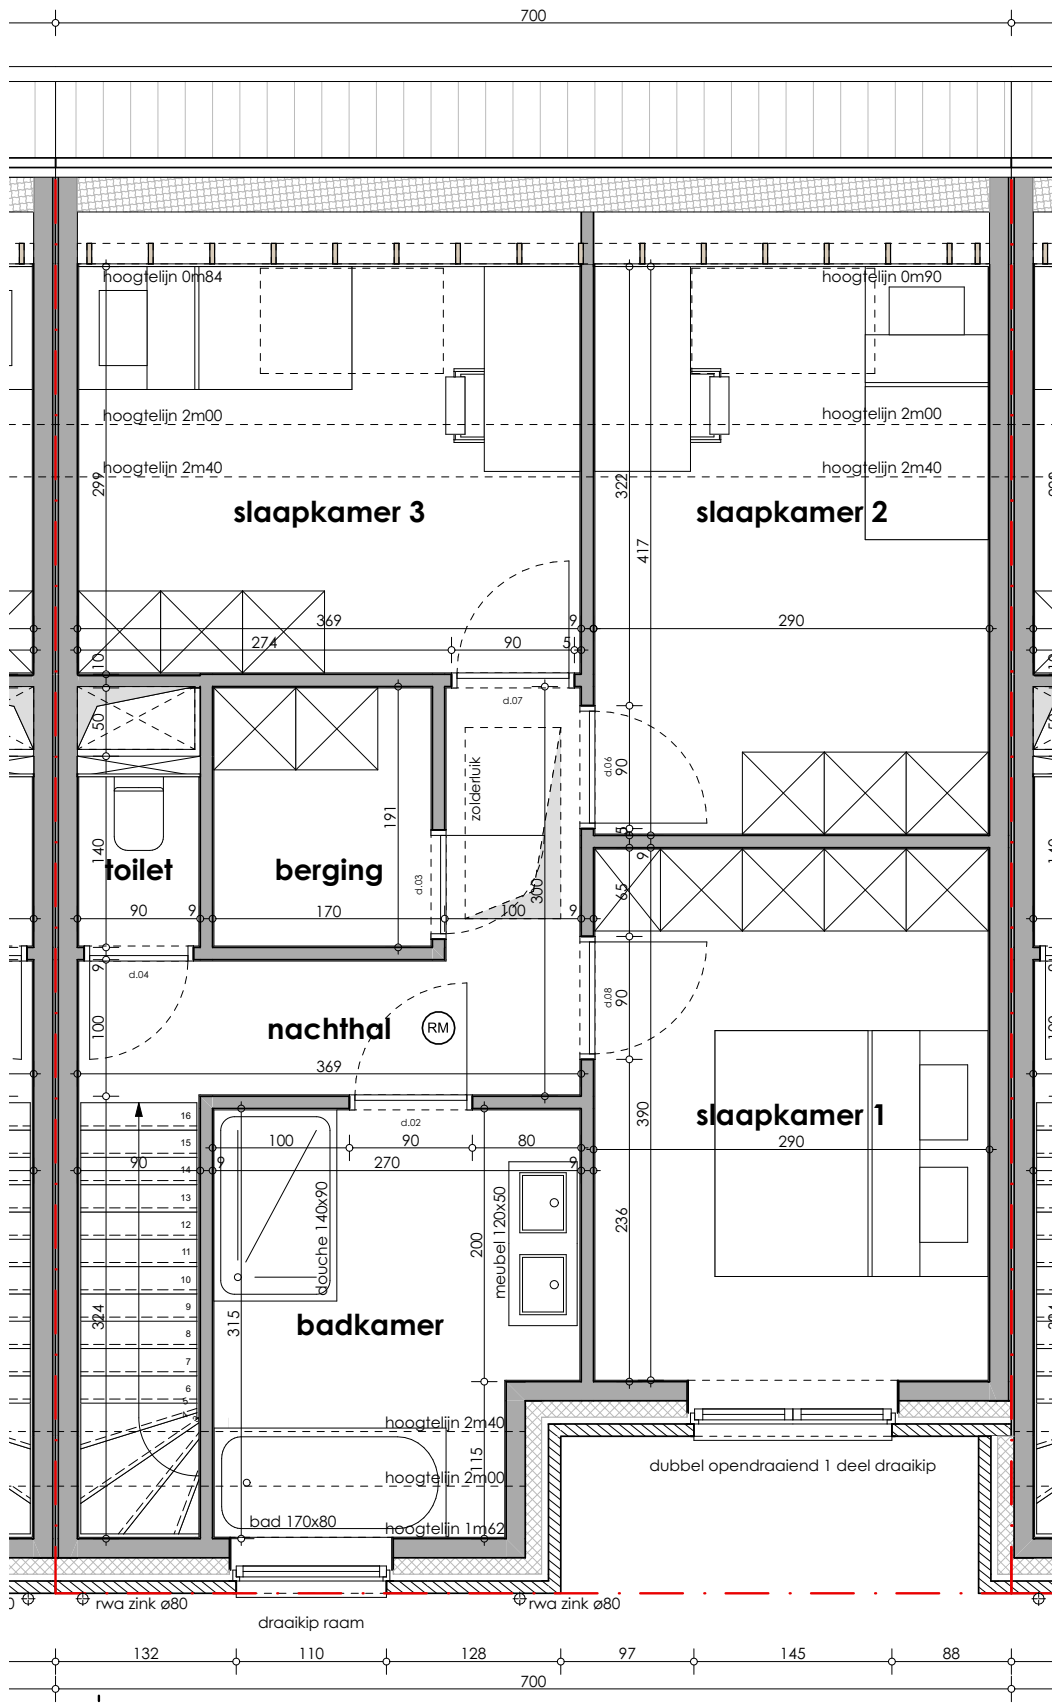 700
hoogtelijn 0m84
hoogtelijn 0m90
hoogtelijn 2m00
hoogtelijn 2m00
hoogtelijn 2m40
hoogtelijn 2m40
299
322
slaapkamer 3
slaapkamer 2
417
369
9
290
274
90
5
10
d.07
50
zolderluik
d.06
90
191
140
5
9
toilet
berging
d.03
300
65
90
9
170
100
9
9
d.04
d.08
90
100
nachthal
RM
369
390
slaapkamer 1
290
16
15
14
13
12
11
10
9
8
7
6
5
90
9
d.02
100
90
80
270
9
douche 140x90
meubel 120x50
200
236
324
315
badkamer
hoogtelijn 2m40
115
hoogtelijn 2m00
bad 170x80
hoogtelijn 1m62
dubbel opendraaiend 1 deel draaikip
rwa zink ø80
rwa zink ø80
draaikip raam
132
110
128
97
145
88
700